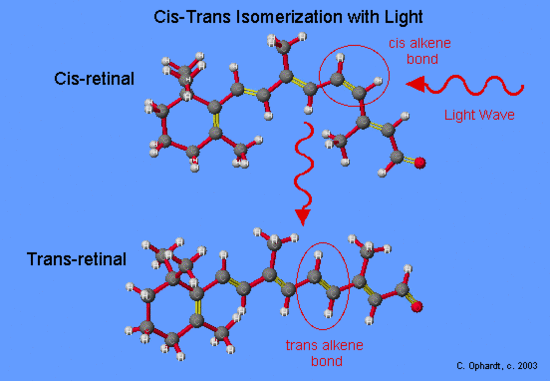 Cis-Trans Isomerization with Light
cis alkene
bond
Cis-retinal
Light Wave
Trans-retinal
trans alkene
bond
C. Ophardt, c. 2003